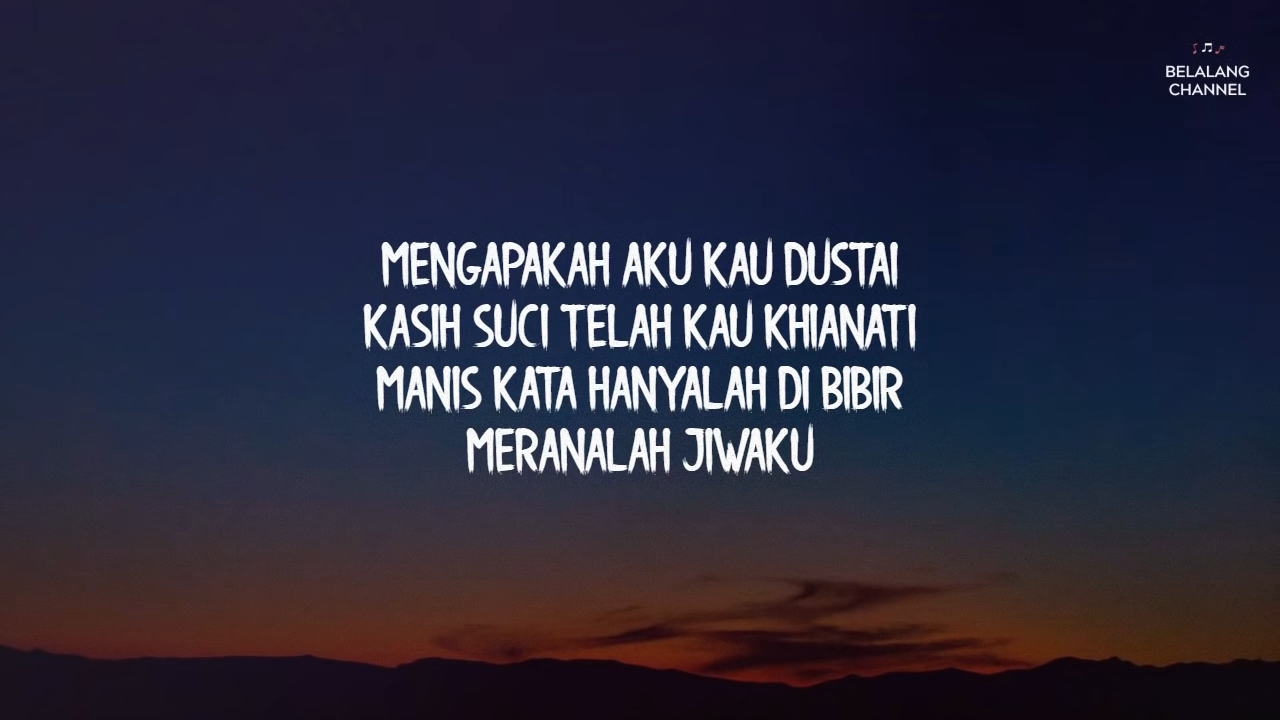 BELALANG
CHANNEL
MENGAPAKAH AKU KAU DUSTAI
KASIH SUCI TELAH KAU KHIANATI
MANIS KATA HANYALAH DI BIBIR
MERANALAH JIWAKU